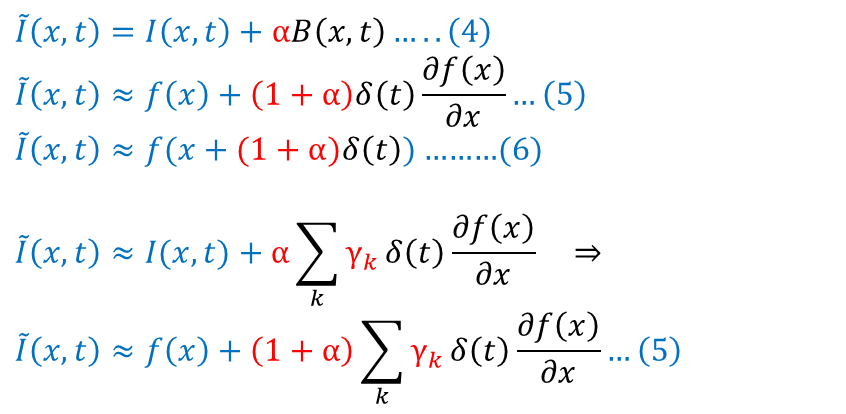 Ĩ(x, t) = I(x, t) + αB(x, t) ….. (4)
Ĩ(x, t) ≈ f(x) + (1 + α)δ(t) ∂f(x)/∂x … (5)
Ĩ(x, t) ≈ f(x + (1 + α)δ(t)) ………(6)
Ĩ(x, t) ≈ I(x, t) + α ∑_k γ_k δ(t) ∂f(x)/∂x ⇒
Ĩ(x, t) ≈ f(x) + (1 + α) ∑_k γ_k δ(t) ∂f(x)/∂x … (5)